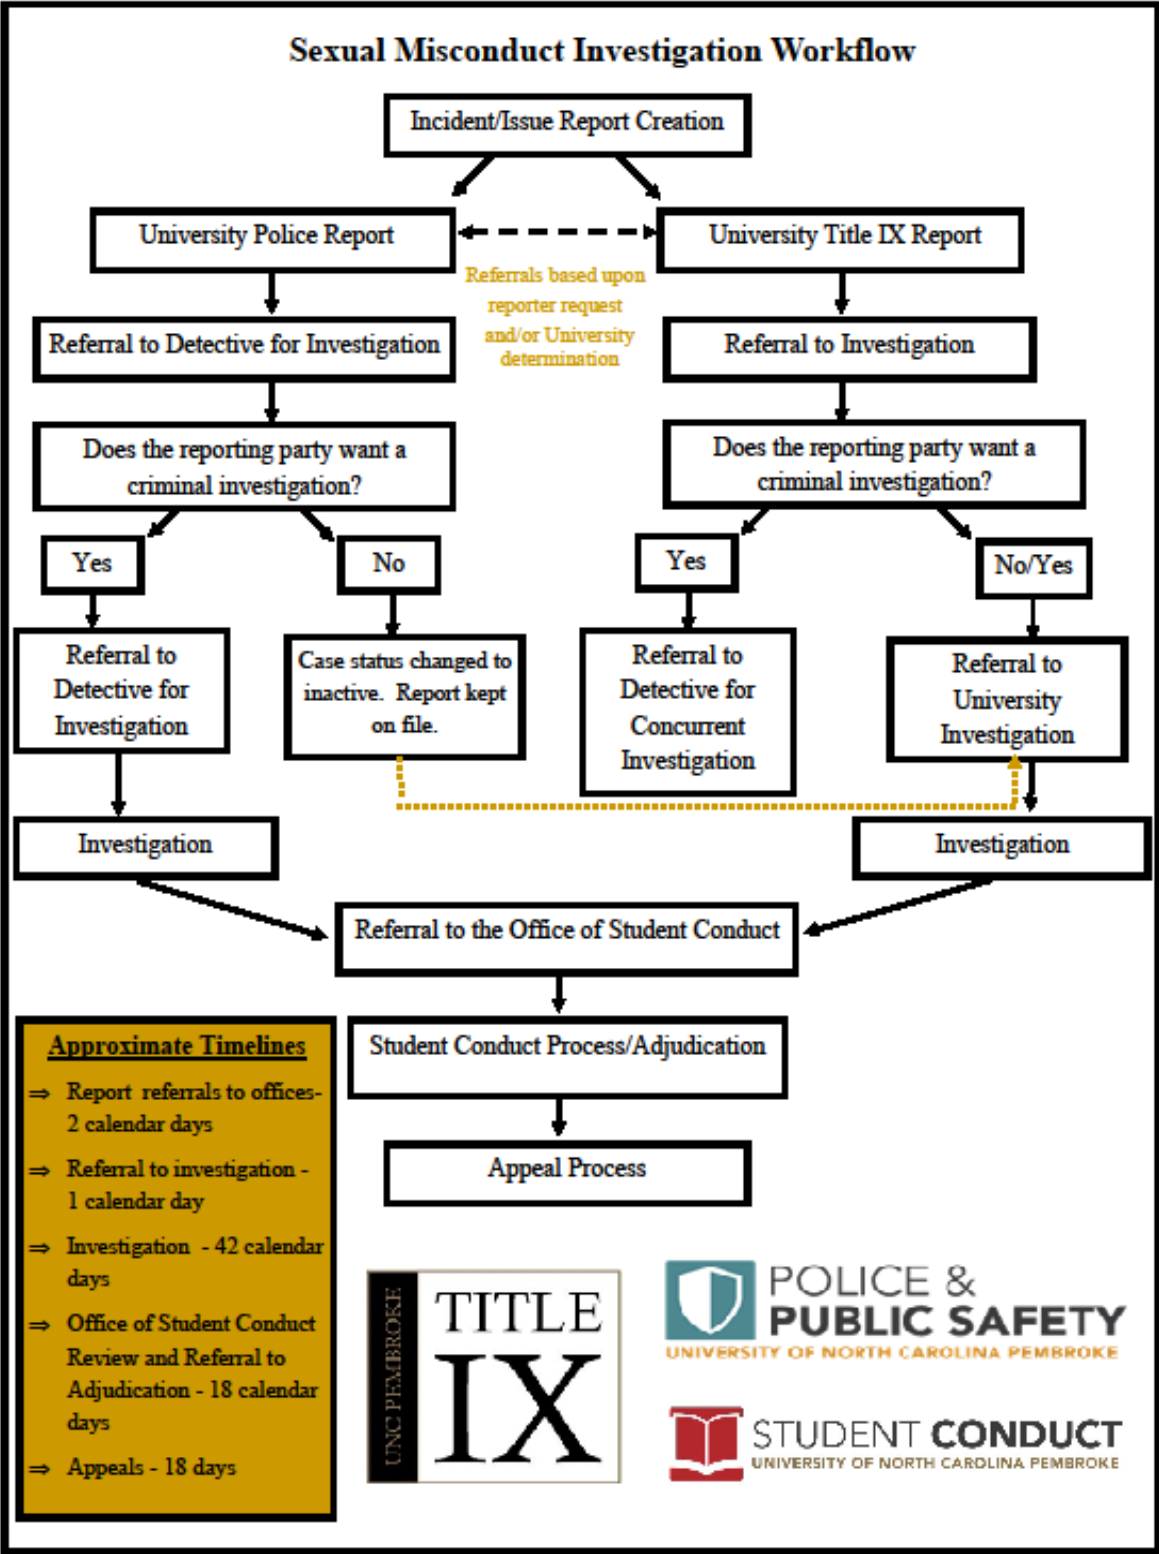 Sexual Misconduct Investigation Workflow
Incident/Issue Report Creation
University Police Report
University Title IX Report
Referrals based upon
reporter request
and/or University
determination
Referral to Detective for Investigation
Referral to Investigation
Does the reporting party want a
criminal investigation?
Does the reporting party want a
criminal investigation?
Yes
No
Yes
No/Yes
Referral to
Detective for
Investigation
Case status changed to
inactive.  Report kept
on file.
Referral to
Detective for
Concurrent
Investigation
Referral to
University
Investigation
Investigation
Investigation
Referral to the Office of Student Conduct
Student Conduct Process/Adjudication
Appeal Process
Approximate Timelines
⇒ Report  referrals to offices-
2 calendar days
⇒ Referral to investigation -
1 calendar day
⇒ Investigation  - 42 calendar
days
⇒ Office of Student Conduct
Review and Referral to
Adjudication - 18 calendar
days
⇒ Appeals - 18 days
UNC PEMBROKE
TITLE
IX
POLICE &
PUBLIC SAFETY
UNIVERSITY OF NORTH CAROLINA PEMBROKE
STUDENT CONDUCT
UNIVERSITY OF NORTH CAROLINA PEMBROKE